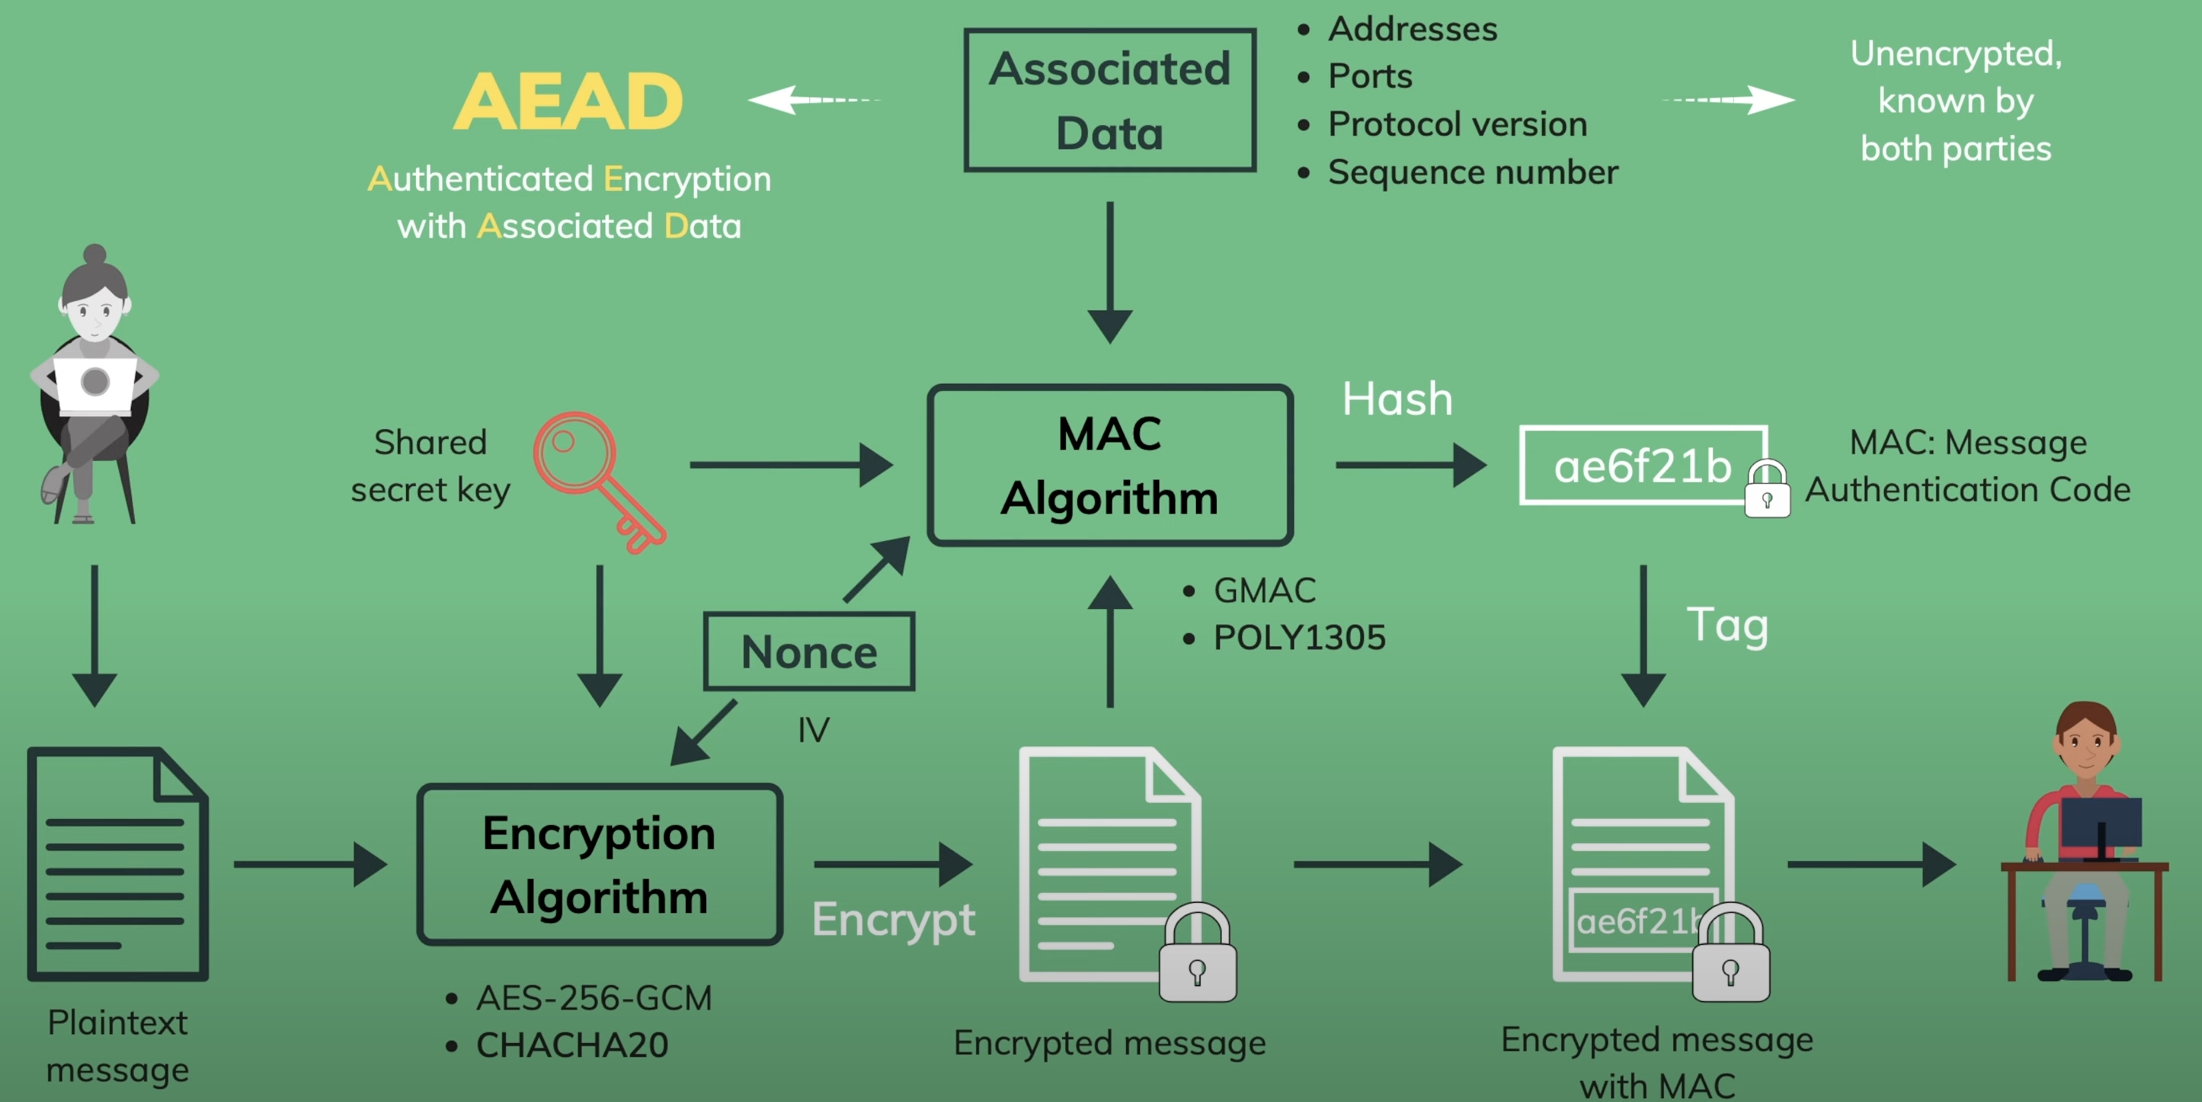 AEAD
Authenticated Encryption
with Associated Data
Associated
Data
• Addresses
• Ports
• Protocol version
• Sequence number
Unencrypted,
known by
both parties
Shared
secret key
MAC
Algorithm
Hash
ae6f21b
MAC: Message
Authentication Code
• GMAC
• POLY1305
Nonce
IV
Tag
Encryption
Algorithm
Encrypt
ae6f21b
• AES-256-GCM
• CHACHA20
Plaintext
message
Encrypted message
Encrypted message
with MAC